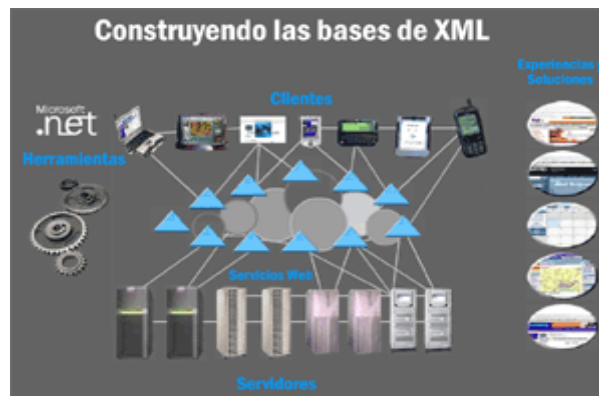 Construyendo las bases de XML
Experiencias y
Soluciones
Clientes
Microsoft
.net
Herramientas
Servicios Web
Servidores